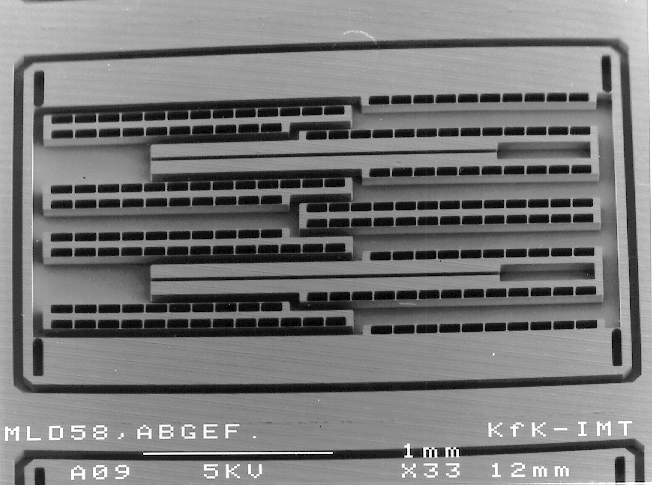 MLD58,ABGEF. KfK-IMT
1mm
A09 5KV X33 12mm